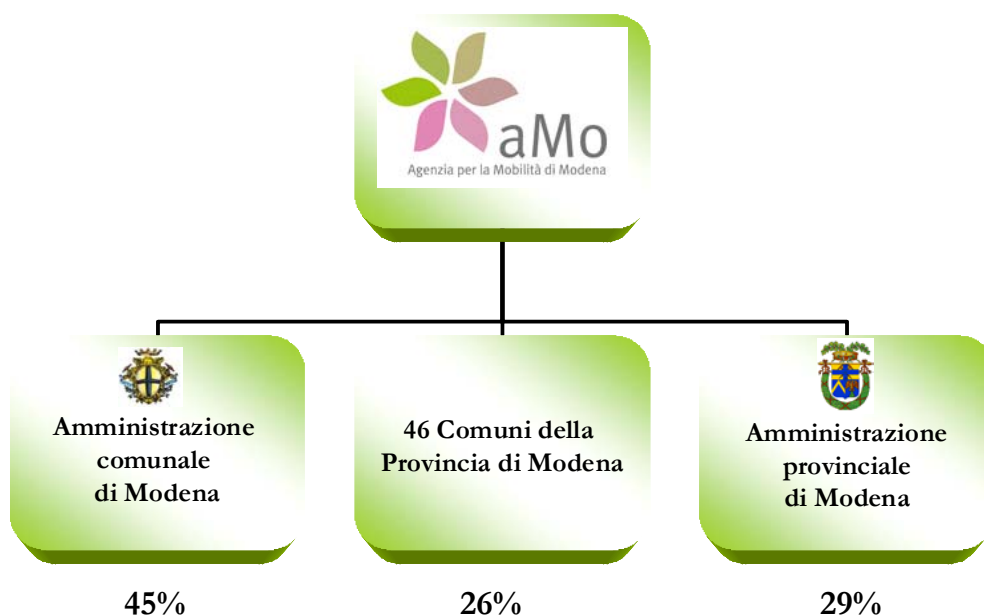 aMo
Agenzia per la Mobilità di Modena
Amministrazione
comunale
di Modena
46 Comuni della
Provincia di Modena
Amministrazione
provinciale
di Modena
45%
26%
29%